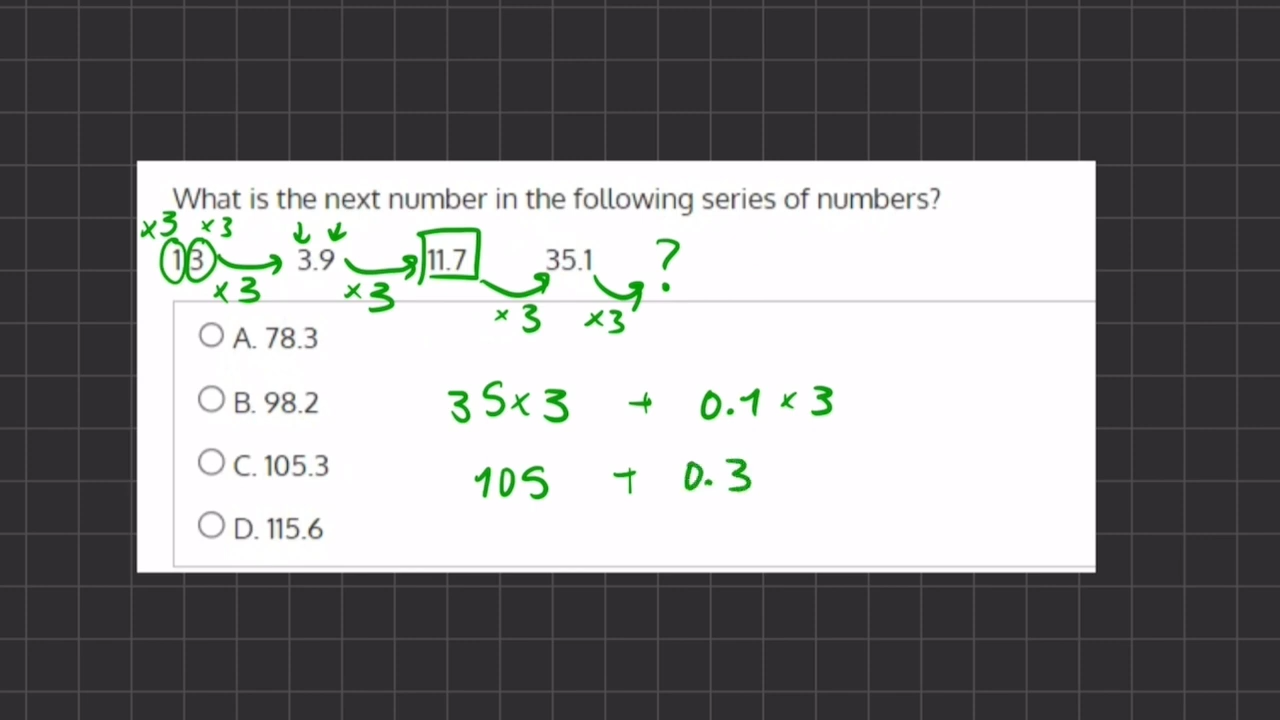 What is the next number in the following series of numbers?
×3 ×3 ↓ ↓
1.3 3.9 11.7 35.1 ?
×3 ×3 ×3 ×3
A. 78.3
B. 98.2
C. 105.3
D. 115.6
35×3 + 0.1×3
105 + 0.3